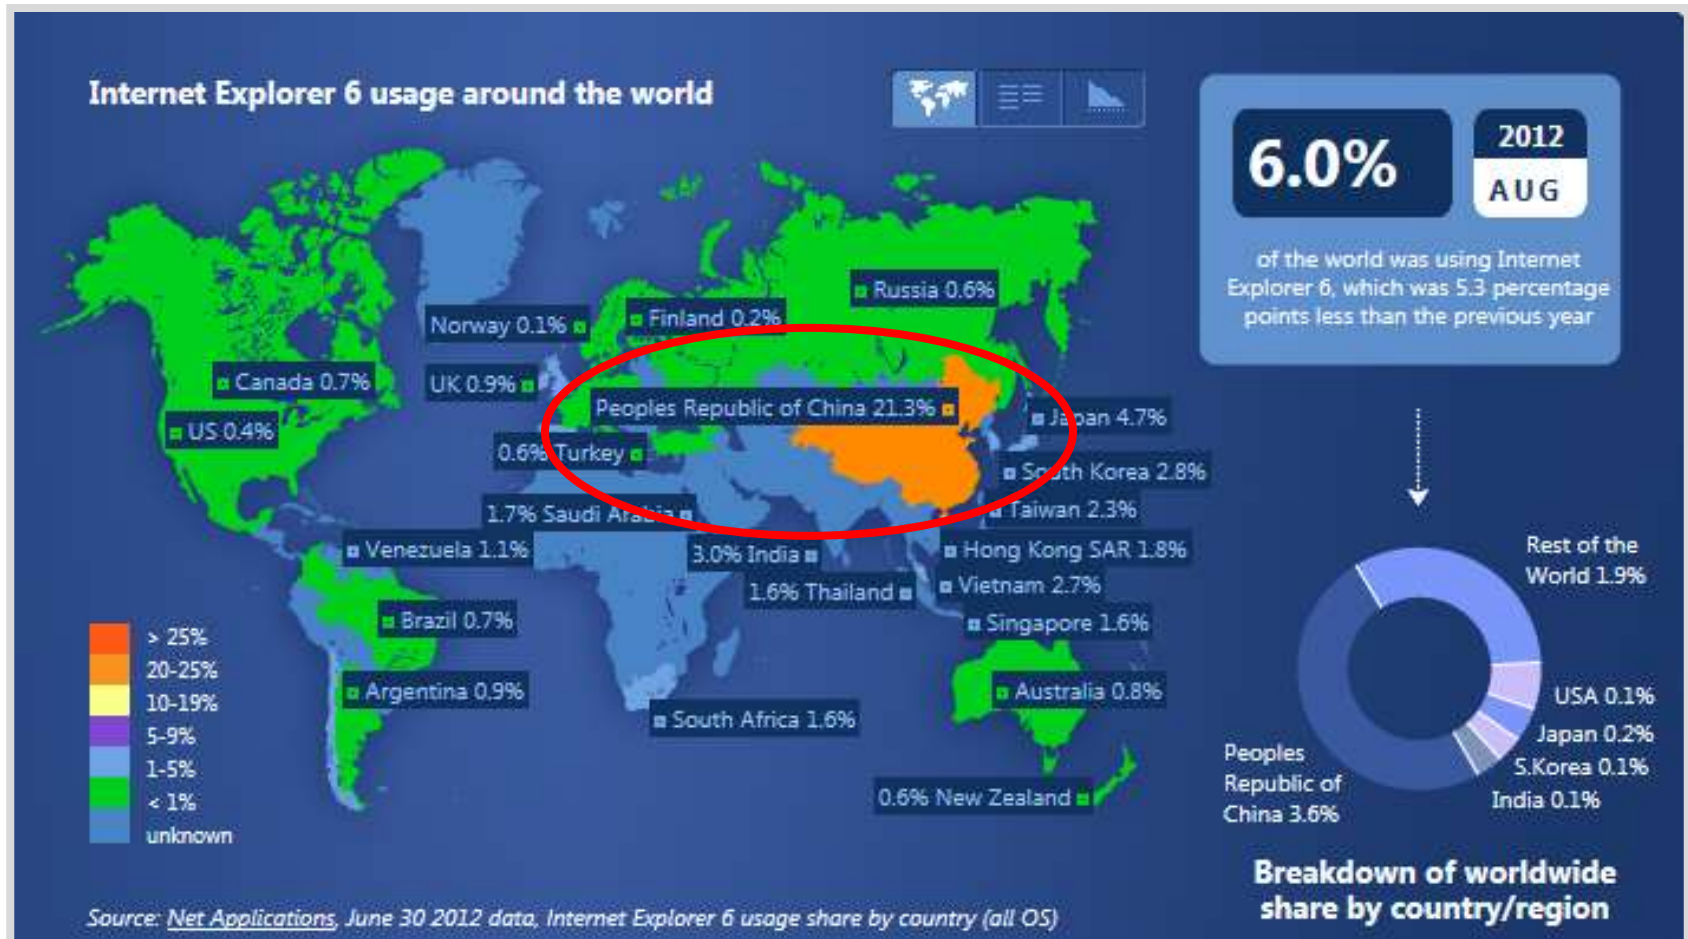 Internet Explorer 6 usage around the world
6.0%
2012
AUG
of the world was using Internet
Explorer 6, which was 5.3 percentage
points less than the previous year
Russia 0.6%
Norway 0.1%
Finland 0.2%
Canada 0.7%
UK 0.9%
Peoples Republic of China 21.3%
Japan 4.7%
US 0.4%
0.6% Turkey
South Korea 2.8%
1.7% Saudi Arabia
Taiwan 2.3%
Venezuela 1.1%
3.0% India
Hong Kong SAR 1.8%
1.6% Thailand
Vietnam 2.7%
Brazil 0.7%
Singapore 1.6%
Argentina 0.9%
Australia 0.8%
South Africa 1.6%
0.6% New Zealand
> 25%
20-25%
10-19%
5-9%
1-5%
< 1%
unknown
Rest of the
World 1.9%
USA 0.1%
Japan 0.2%
S.Korea 0.1%
India 0.1%
Peoples
Republic of
China 3.6%
Breakdown of worldwide
share by country/region
Source: Net Applications, June 30 2012 data, Internet Explorer 6 usage share by country (all OS)